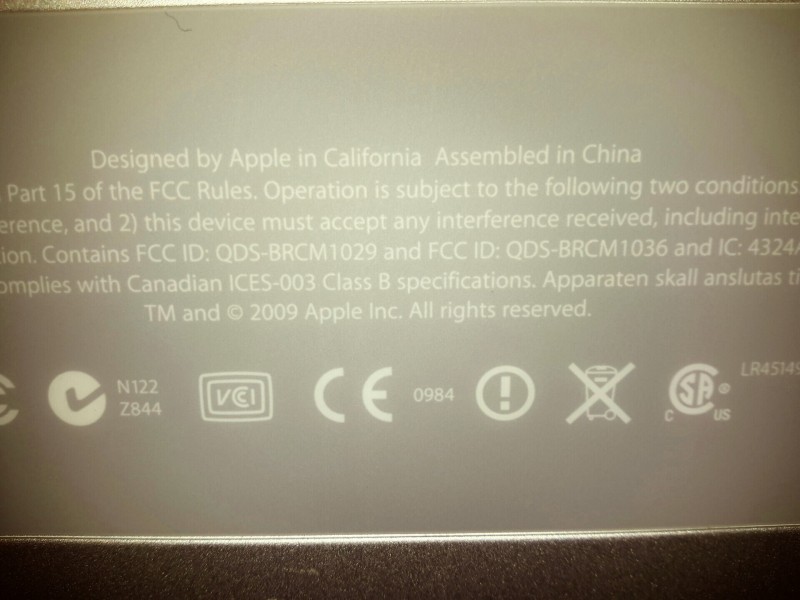 Designed by Apple in California Assembled in China
Part 15 of the FCC Rules. Operation is subject to the following two conditions
erence, and 2) this device must accept any interference received, including inte
ion. Contains FCC ID: QDS-BRCM1029 and FCC ID: QDS-BRCM1036 and IC: 4324A
omplies with Canadian ICES-003 Class B specifications. Apparaten skall anslutas ti
TM and © 2009 Apple Inc. All rights reserved.
N122
Z844
VCCI
CE 0984
SA ®
C US
LR45149